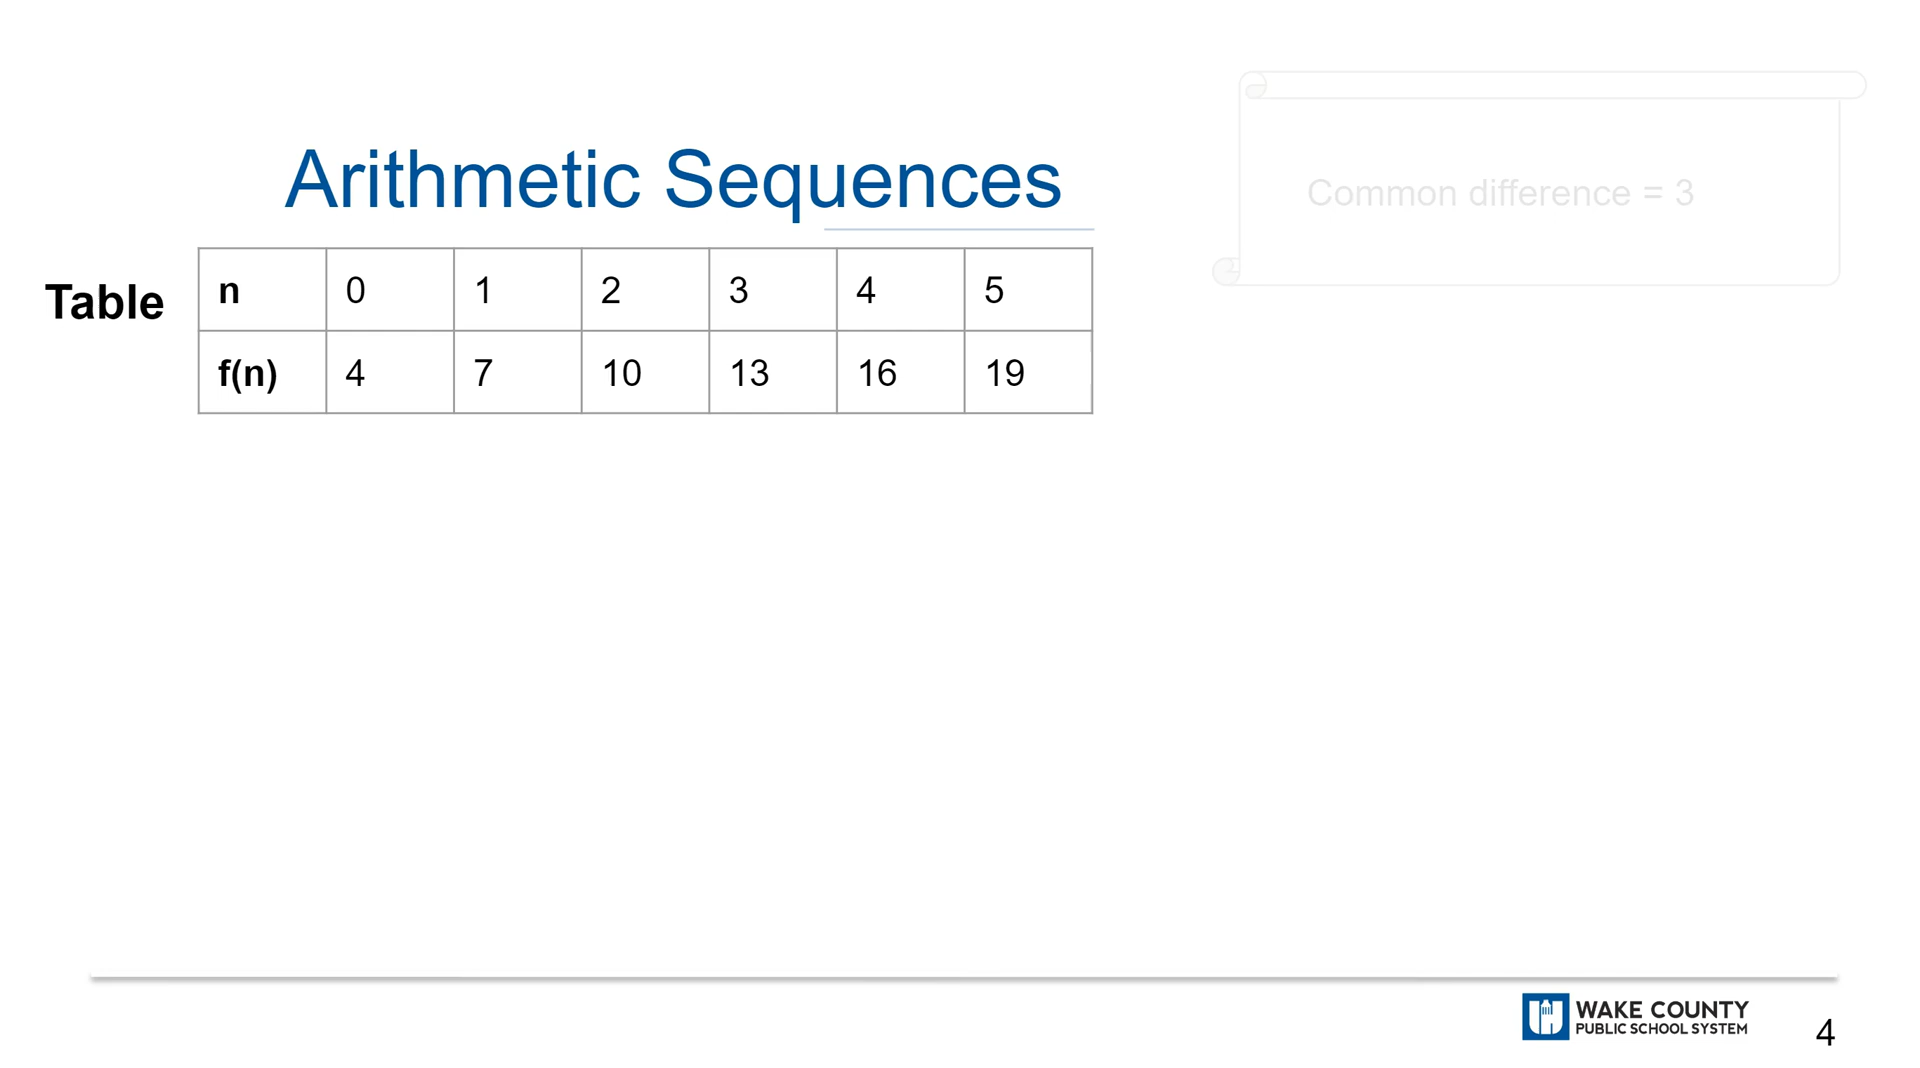 Arithmetic Sequences
Common difference = 3
Table
n 0 1 2 3 4 5
f(n) 4 7 10 13 16 19
WAKE COUNTY
PUBLIC SCHOOL SYSTEM
4